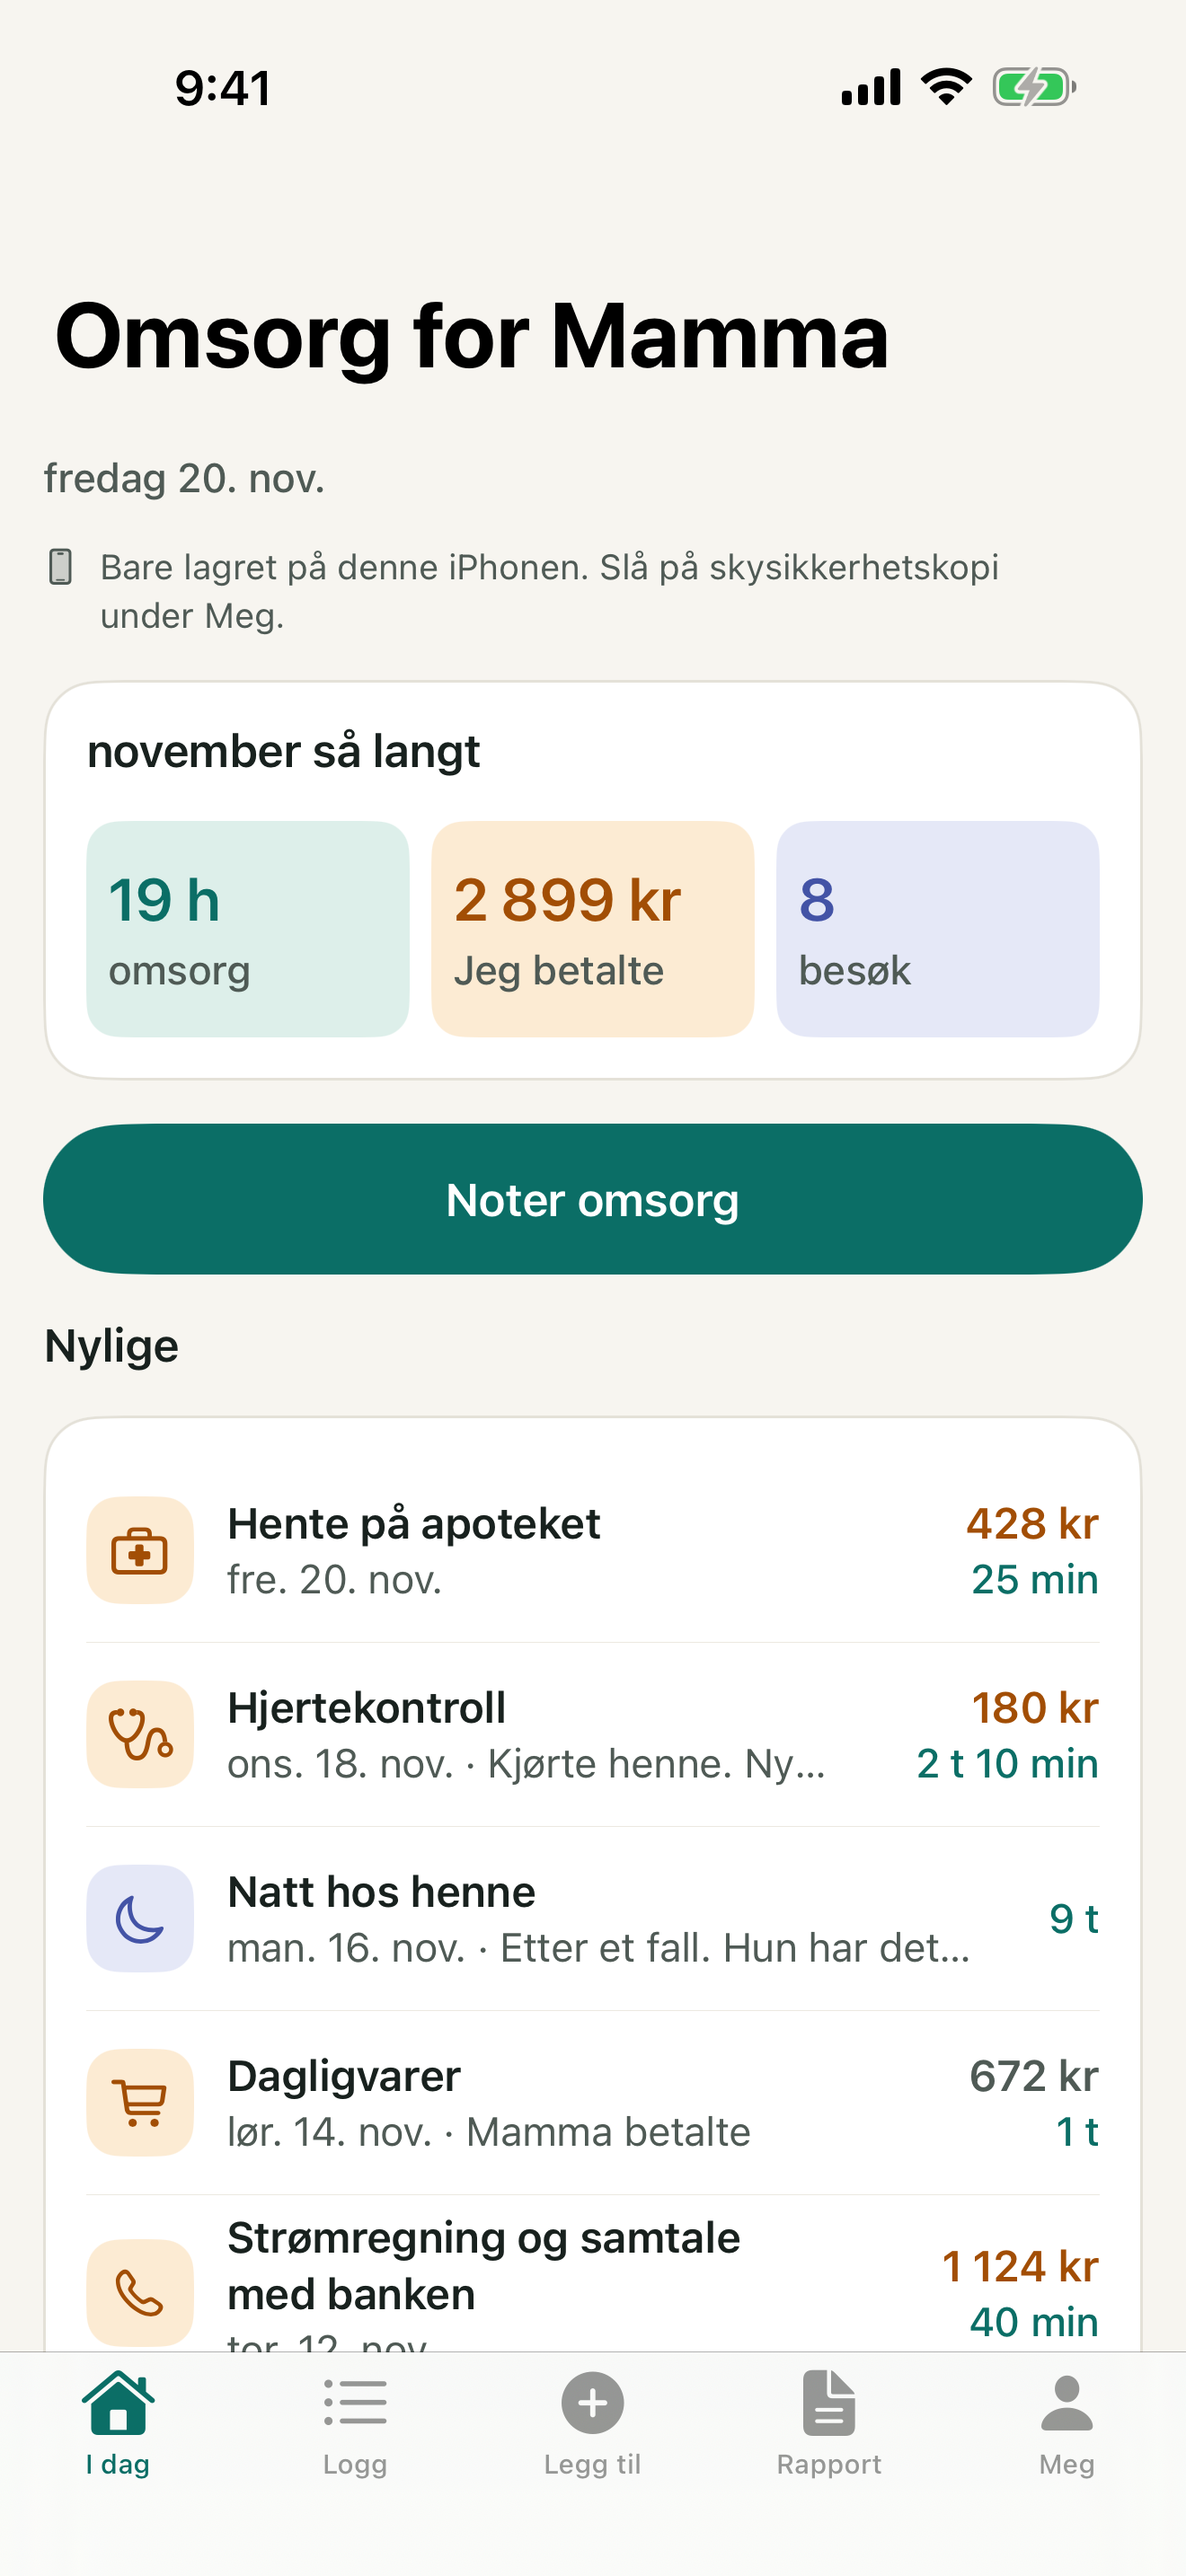 9:41
Omsorg for Mamma
fredag 20. nov.
Bare lagret på denne iPhonen. Slå på skysikkerhetskopi
under Meg.
november så langt
19 h
omsorg
2 899 kr
Jeg betalte
8
besøk
Noter omsorg
Nylige
Hente på apoteket
428 kr
fre. 20. nov.
25 min
Hjertekontroll
180 kr
ons. 18. nov. · Kjørte henne. Ny...
2 t 10 min
Natt hos henne
man. 16. nov. · Etter et fall. Hun har det...
9 t
Dagligvarer
672 kr
lør. 14. nov. · Mamma betalte
1 t
Strømregning og samtale
med banken
1 124 kr
40 min
tor. 12. nov.
I dag
Logg
Legg til
Rapport
Meg